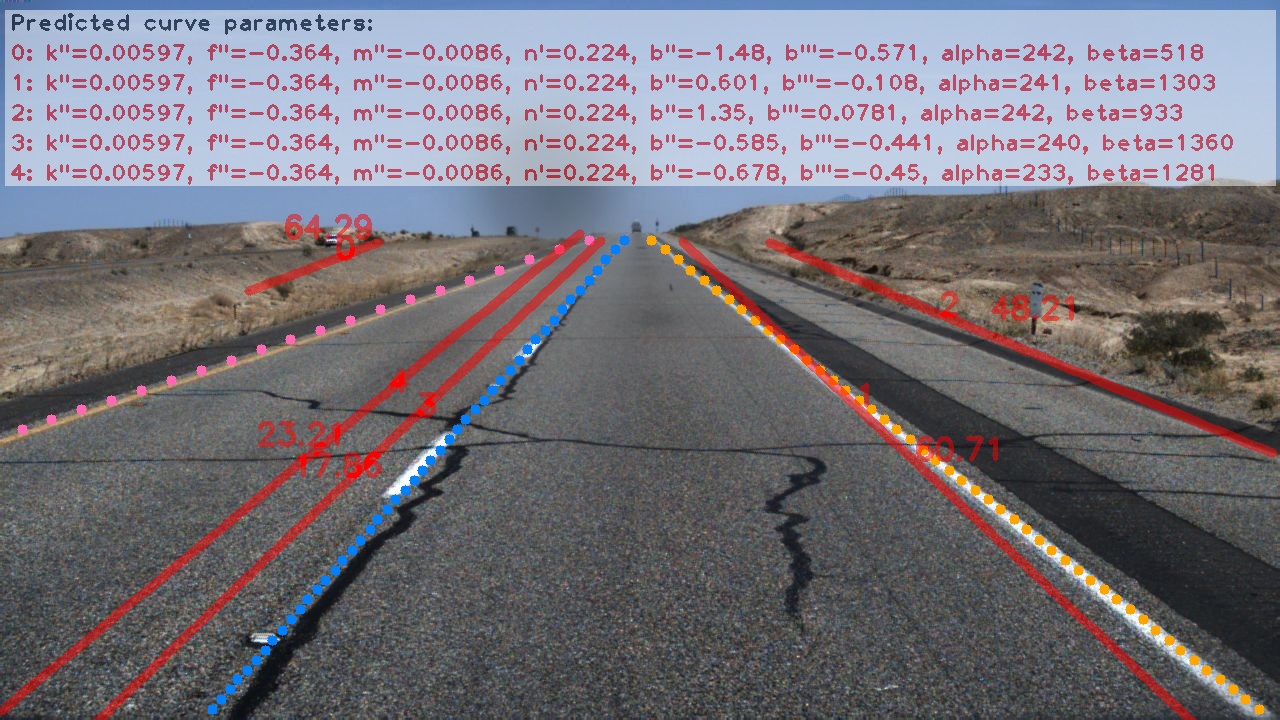 Predicted curve parameters:
0: k''=0.00597, f''=−0.364, m''=−0.0086, n'=0.224, b''=−1.48, b'''=−0.571, alpha=242, beta=518
1: k''=0.00597, f''=−0.364, m''=−0.0086, n'=0.224, b''=0.601, b'''=−0.108, alpha=241, beta=1303
2: k''=0.00597, f''=−0.364, m''=−0.0086, n'=0.224, b''=1.35, b'''=0.0781, alpha=242, beta=933
3: k''=0.00597, f''=−0.364, m''=−0.0086, n'=0.224, b''=−0.585, b'''=−0.441, alpha=240, beta=1360
4: k''=0.00597, f''=−0.364, m''=−0.0086, n'=0.224, b''=−0.678, b'''=−0.45, alpha=233, beta=1281
64.29
0
2 48.21
4
1
3
23.21
60.71
17.86